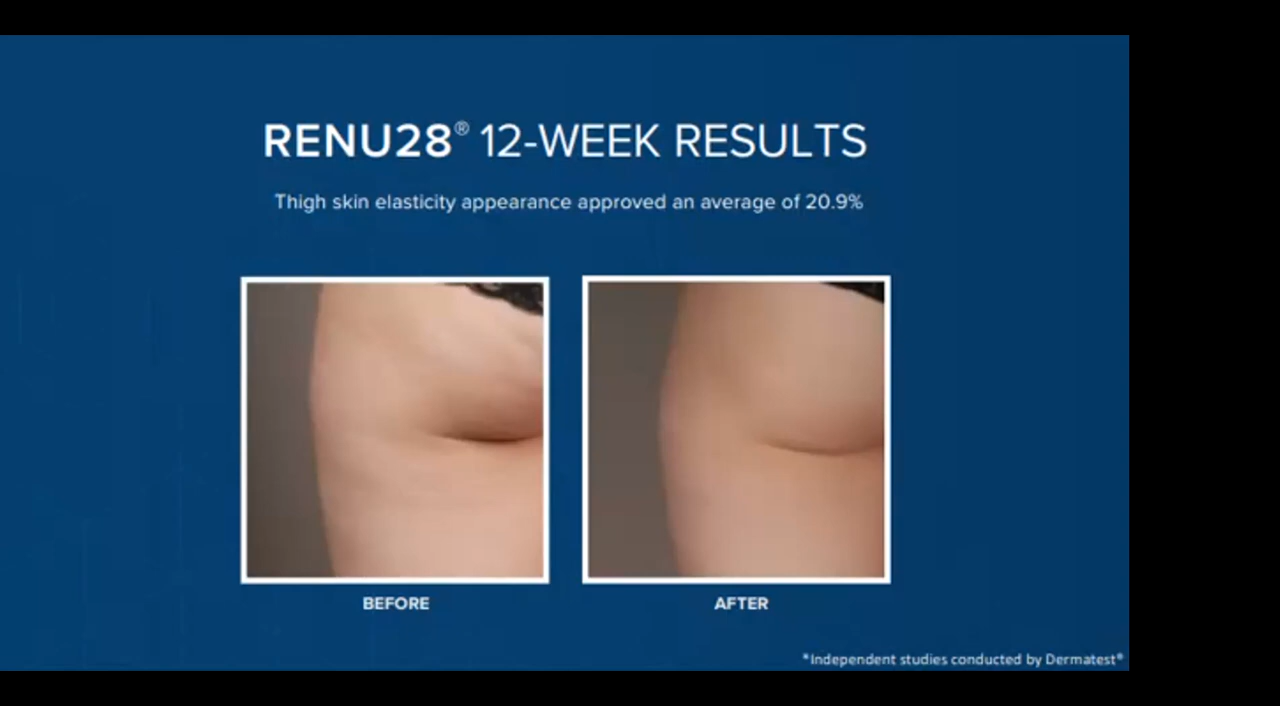 RENU28® 12-WEEK RESULTS
Thigh skin elasticity appearance approved an average of 20.9%
BEFORE
AFTER
*Independent studies conducted by Dermatest®